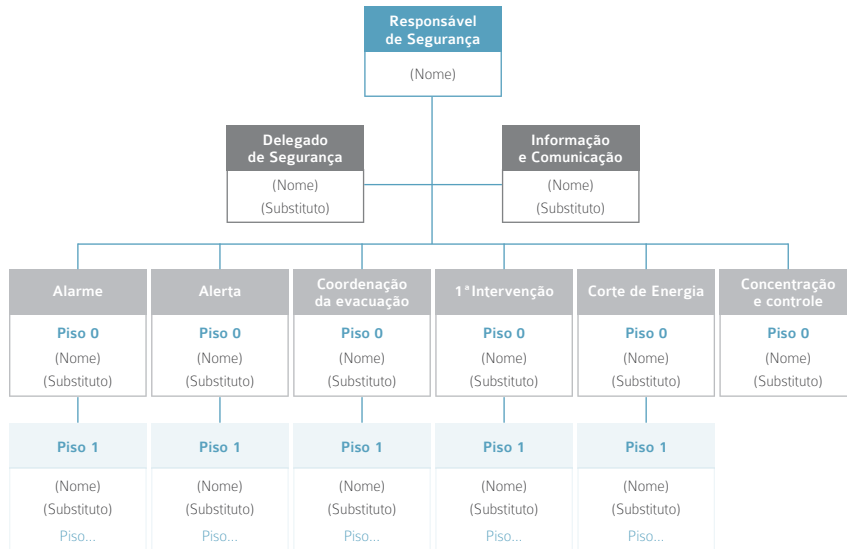 Responsável
de Segurança
(Nome)
Delegado
de Segurança
(Nome)
(Substituto)
Informação
e Comunicação
(Nome)
(Substituto)
Alarme
Piso 0
(Nome)
(Substituto)
Alerta
Piso 0
(Nome)
(Substituto)
Coordenação
da evacuação
Piso 0
(Nome)
(Substituto)
1ªIntervenção
Piso 0
(Nome)
(Substituto)
Corte de Energia
Piso 0
(Nome)
(Substituto)
Concentração
e controle
Piso 0
(Nome)
(Substituto)
Piso 1
(Nome)
(Substituto)
Piso...
Piso 1
(Nome)
(Substituto)
Piso...
Piso 1
(Nome)
(Substituto)
Piso...
Piso 1
(Nome)
(Substituto)
Piso...
Piso 1
(Nome)
(Substituto)
Piso...